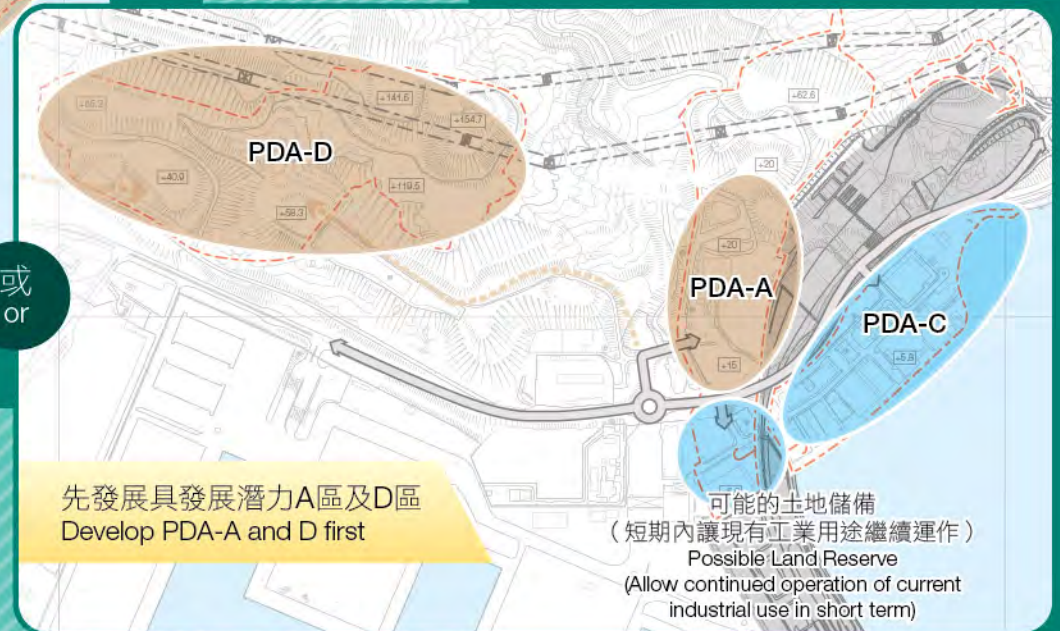 +85.3
+141.5
+154.7
+62.6
PDA-D
+20
+40.9
+119.5
+58.3
+20
或
or
PDA-A
PDA-C
+15
+5.8
先發展具發展潛力A區及D區
Develop PDA-A and D first
可能的土地儲備
（短期內讓現有工業用途繼續運作）
Possible Land Reserve
(Allow continued operation of current
industrial use in short term)